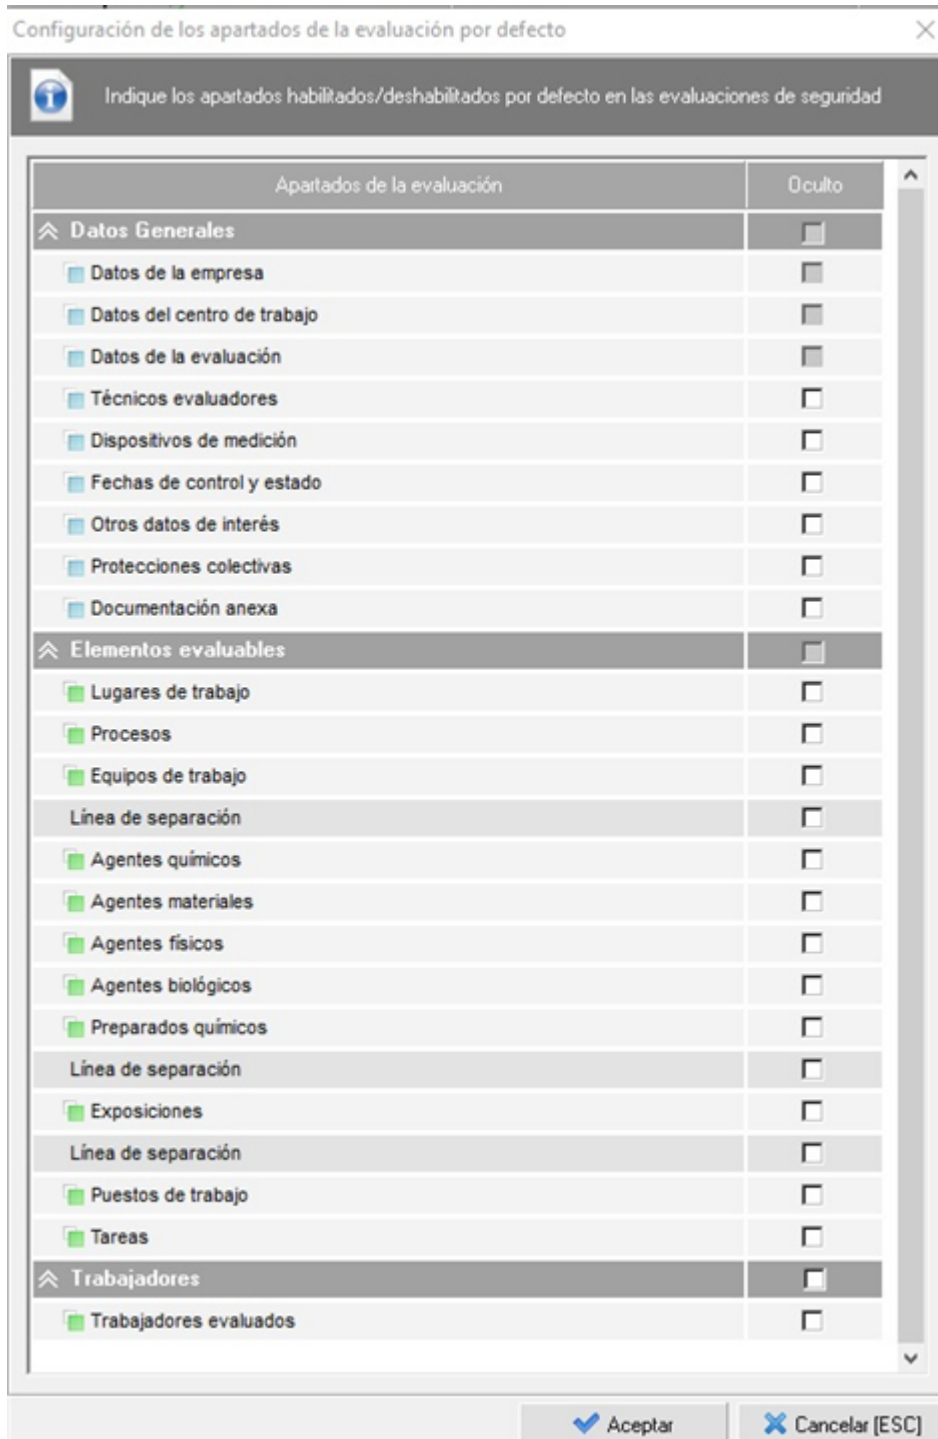 Configuración de los apartados de la evaluación por defecto
Indique los apartados habilitados/deshabilitados por defecto en las evaluaciones de seguridad
Apartados de la evaluación Oculto
Datos Generales
Datos de la empresa
Datos del centro de trabajo
Datos de la evaluación
Técnicos evaluadores
Dispositivos de medición
Fechas de control y estado
Otros datos de interés
Protecciones colectivas
Documentación anexa
Elementos evaluables
Lugares de trabajo
Procesos
Equipos de trabajo
Línea de separación
Agentes químicos
Agentes materiales
Agentes físicos
Agentes biológicos
Preparados químicos
Línea de separación
Exposiciones
Línea de separación
Puestos de trabajo
Tareas
Trabajadores
Trabajadores evaluados
Aceptar Cancelar [ESC]